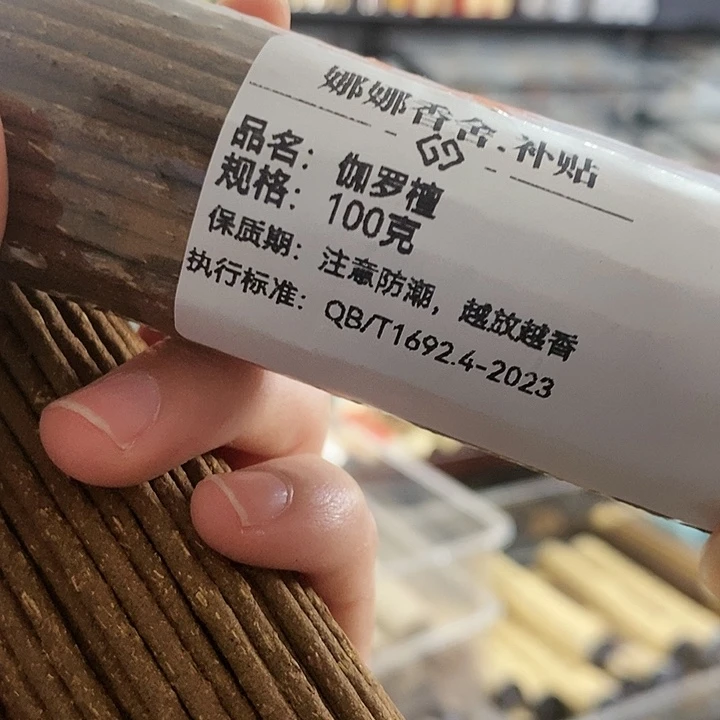 娜娜香舍.补贴
品名：伽罗檀
规格：100克
保质期：注意防潮，越放越香
执行标准：QB/T1692.4-2023